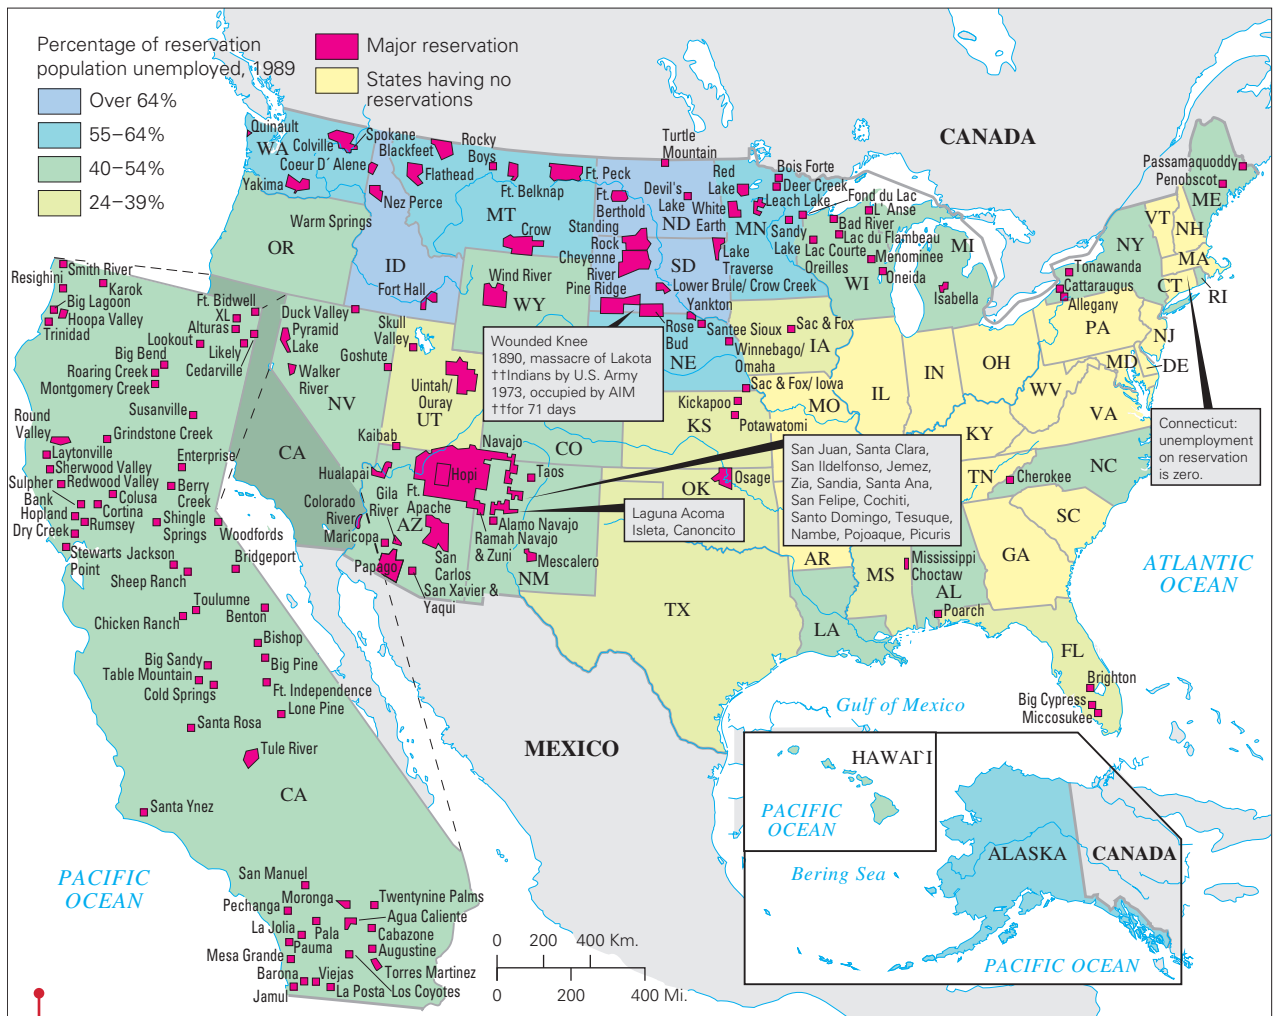 Percentage of reservation
population unemployed, 1989
Over 64%
55–64%
40–54%
24–39%
Major reservation
States having no
reservations
CANADA
Quinault
WA
Colville
Spokane
Coeur D´ Alene
Blackfeet
Rocky
Boys
Yakima
Flathead
Nez Perce
Ft. Belknap
Ft. Peck
MT
Crow
Turtle
Mountain
Ft.
Berthold
Devil's
Lake
ND
Standing
Rock
Cheyenne
River
Pine Ridge
SD
Red
Lake
White
Earth
MN
Bois Forte
Deer Creek
Leach Lake
Fond du Lac
L' Anse
Bad River
Lac du Flambeau
Sandy
Lake
Lac Courte
Oreilles
Menominee
Oneida
WI
MI
Isabella
Lake
Traverse
Lower Brule/ Crow Creek
Yankton
Rose
Bud
Santee Sioux
Winnebago/
Omaha
NE
Sac & Fox
IA
Warm Springs
OR
ID
Fort Hall
Wind River
WY
Passamaquoddy
Penobscot
ME
VT
NH
NY
MA
CT
RI
Tonawanda
Cattaraugus
Allegany
PA
NJ
MD
DE
OH
IN
IL
WV
VA
KY
MO
Sac & Fox/ Iowa
Kickapoo
Potawatomi
KS
Wounded Knee
1890, massacre of Lakota
††Indians by U.S. Army
1973, occupied by AIM
††for 71 days
Connecticut:
unemployment
on reservation
is zero.
San Juan, Santa Clara,
San Ildelfonso, Jemez,
Zia, Sandia, Santa Ana,
San Felipe, Cochiti,
Santo Domingo, Tesuque,
Nambe, Pojoaque, Picuris
Laguna Acoma
Isleta, Canoncito
Smith River
Resighini
Karok
Big Lagoon
Hoopa Valley
Trinidad
Ft. Bidwell
XL
Alturas
Lookout
Likely
Cedarville
Big Bend
Roaring Creek
Montgomery Creek
Susanville
Duck Valley
Pyramid
Lake
Walker
River
NV
Skull
Valley
Goshute
Uintah/
Ouray
UT
CO
Kaibab
Navajo
Hopi
Taos
Hualapai
Colorado
River
Gila
River
Ft.
Apache
AZ
Maricopa
Papago
San
Carlos
San Xavier &
Yaqui
Alamo Navajo
Ramah Navajo
& Zuni
Mescalero
NM
OK
Osage
TX
AR
LA
MS
Mississippi
Choctaw
AL
Poarch
TN
Cherokee
NC
SC
GA
FL
Brighton
Big Cypress
Miccosukee
CA
Round
Valley
Laytonville
Grindstone Creek
Sherwood Valley
Enterprise
Sulpher
Bank
Redwood Valley
Berry
Creek
Colusa
Hopland
Cortina
Rumsey
Dry Creek
Shingle
Springs
Woodfords
Stewarts
Point
Jackson
Bridgeport
Sheep Ranch
Toulumne
Benton
Chicken Ranch
Bishop
Big Sandy
Big Pine
Table Mountain
Cold Springs
Ft. Independence
Lone Pine
Santa Rosa
Tule River
CA
Santa Ynez
San Manuel
Moronga
Twentynine Palms
Pechanga
Agua Caliente
La Jolia
Pala
Cabazone
Pauma
Augustine
Mesa Grande
Torres Martinez
Barona
Viejas
Los Coyotes
Jamul
La Posta
PACIFIC
OCEAN
MEXICO
Gulf of Mexico
ATLANTIC
OCEAN
HAWAI`I
PACIFIC
OCEAN
Bering Sea
ALASKA
CANADA
PACIFIC OCEAN
0 200 400 Km.
0 200 400 Mi.